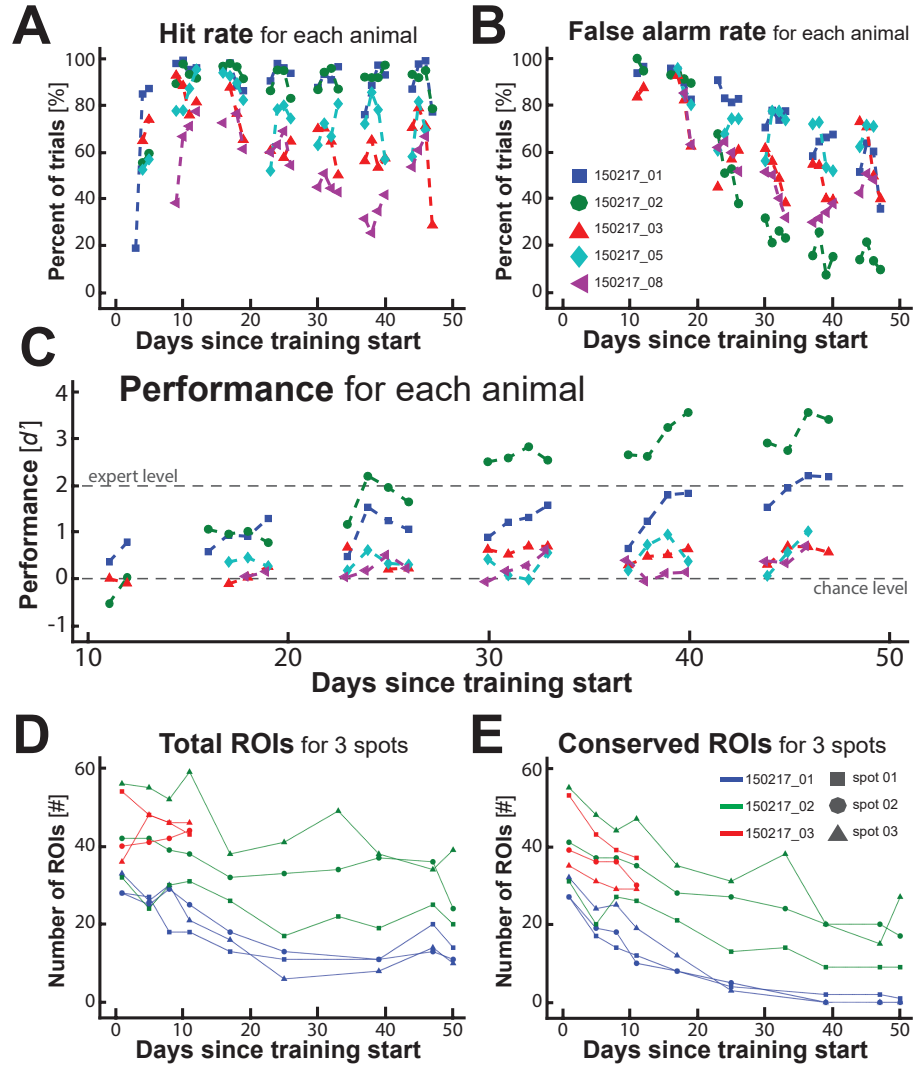 A
Hit rate for each animal
Percent of trials [%]
100
80
60
40
20
0
0 10 20 30 40 50
Days since training start
B
False alarm rate for each animal
Percent of trials [%]
100
80
60
40
20
0
150217_01
150217_02
150217_03
150217_05
150217_08
0 10 20 30 40 50
Days since training start
C
Performance for each animal
Performance [d']
4
3
2
1
0
-1
expert level
chance level
10 20 30 40 50
Days since training start
D
Total ROIs for 3 spots
Number of ROIs [#]
60
40
20
0
0 10 20 30 40 50
Days since training start
E
Conserved ROIs for 3 spots
Number of ROIs [#]
60
40
20
0
150217_01 spot 01
150217_02 spot 02
150217_03 spot 03
0 10 20 30 40 50
Days since training start